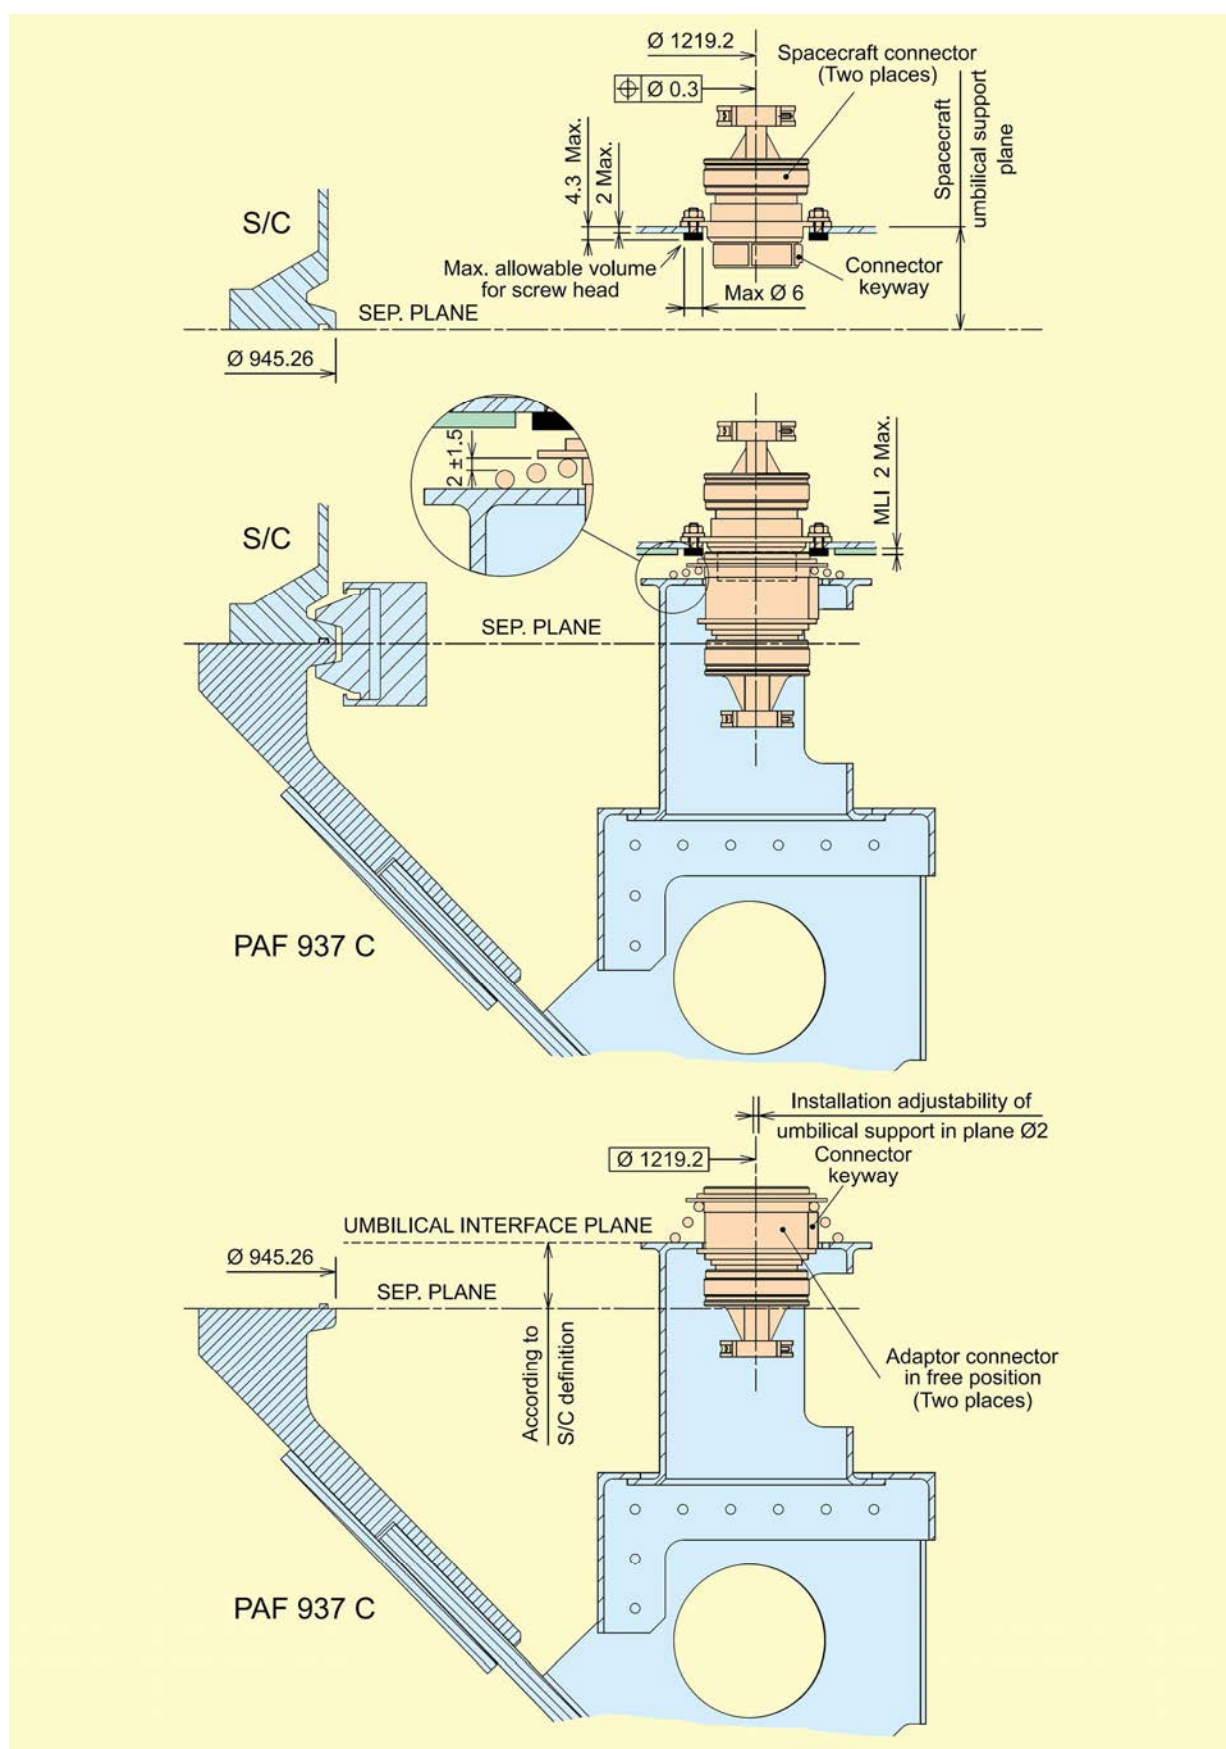 Ø 1219.2
Ø 0.3
Spacecraft connector
(Two places)
4.3 Max.
2 Max.
Spacecraft
umbilical support
plane
S/C
Max. allowable volume
for screw head
Connector
keyway
Max Ø 6
SEP. PLANE
Ø 945.26
2 ±1.5
MLI 2 Max.
S/C
SEP. PLANE
PAF 937 C
Installation adjustability of
umbilical support in plane Ø2
Ø 1219.2
Connector
keyway
UMBILICAL INTERFACE PLANE
Ø 945.26
SEP. PLANE
According to
S/C definition
Adaptor connector
in free position
(Two places)
PAF 937 C